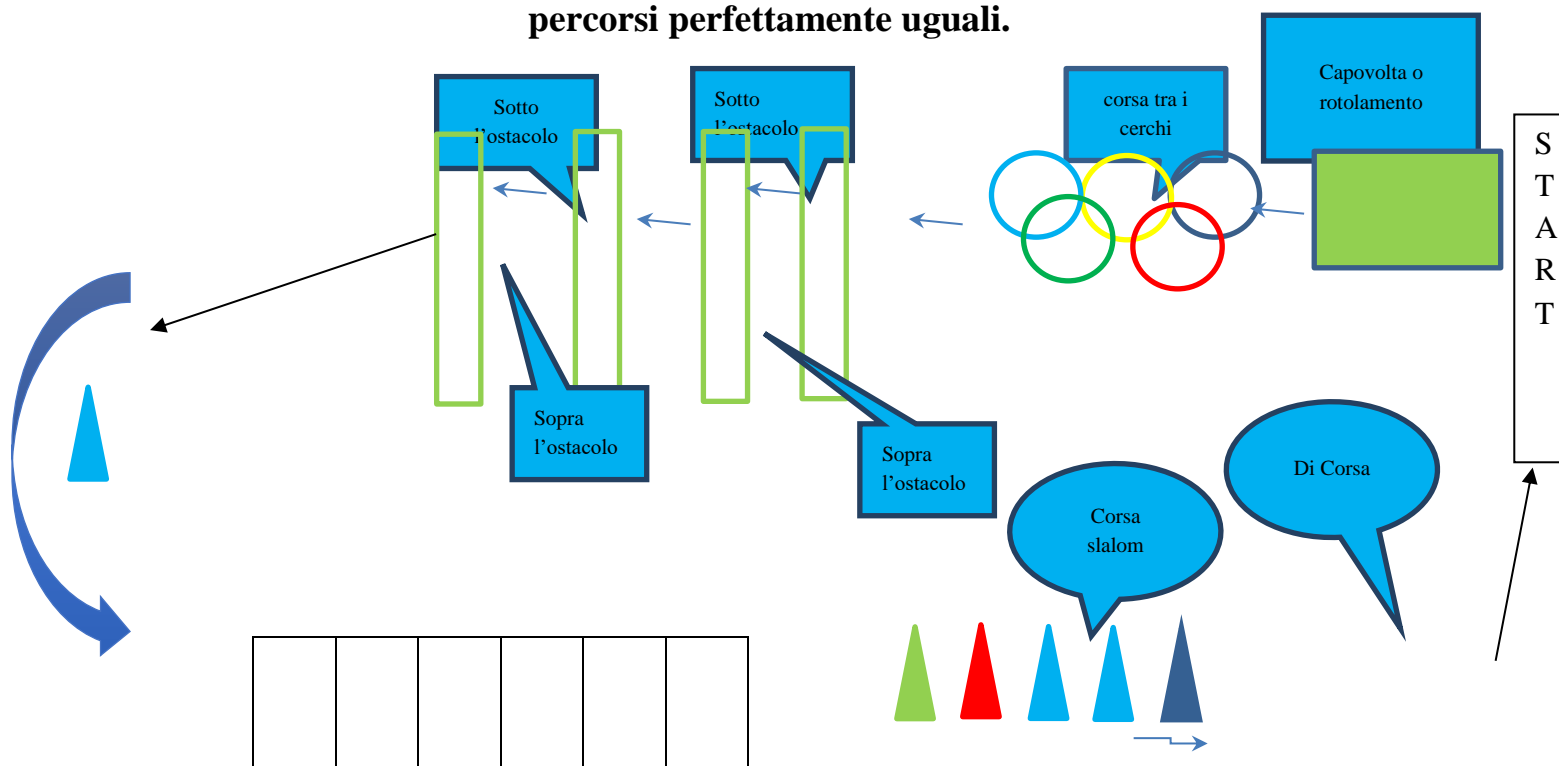 percorsi perfettamente uguali.
Sotto
l’ostacolo
Sotto
l’ostacolo
corsa tra i
cerchi
Capovolta o
rotolamento
S
T
A
R
T
Sopra
l’ostacolo
Sopra
l’ostacolo
Corsa
slalom
Di Corsa